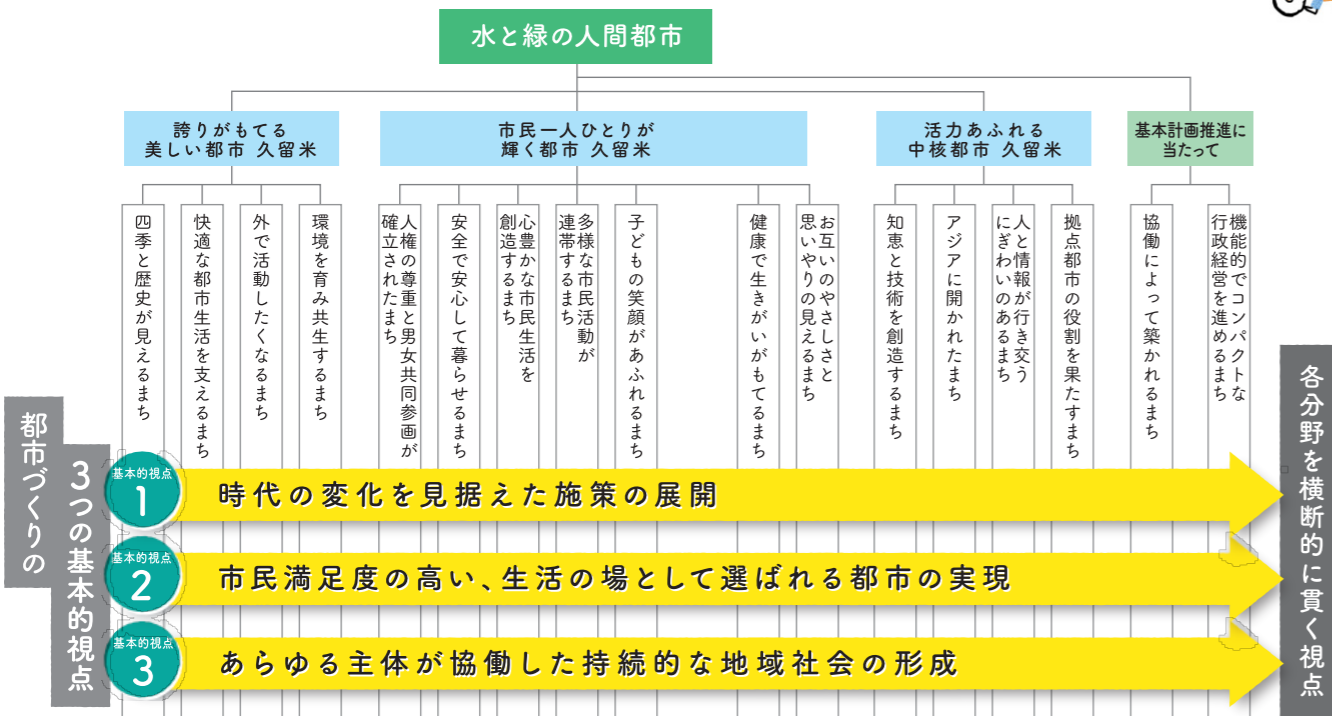 水と緑の人間都市
誇りがもてる
美しい都市 久留米
市民一人ひとりが
輝く都市 久留米
活力あふれる
中核都市 久留米
基本計画推進に
当たって
四季と歴史が見えるまち
快適な都市生活を支えるまち
外で活動したくなるまち
環境を育み共生するまち
人権の尊重と男女共同参画が
確立されたまち
安全で安心して暮らせるまち
心豊かな市民生活を
創造するまち
多様な市民活動が
連帯するまち
子どもの笑顔があふれるまち
健康で生きがいがもてるまち
お互いのやさしさと
思いやりの見えるまち
知恵と技術を創造するまち
アジアに開かれたまち
人と情報が行き交う
にぎわいのあるまち
拠点都市の役割を果たすまち
協働によって築かれるまち
機能的でコンパクトな
行政経営を進めるまち
都市づくりの
3つの基本的視点
基本的視点
1
時代の変化を見据えた施策の展開
基本的視点
2
市民満足度の高い、生活の場として選ばれる都市の実現
基本的視点
3
あらゆる主体が協働した持続的な地域社会の形成
各分野を横断的に貫く視点